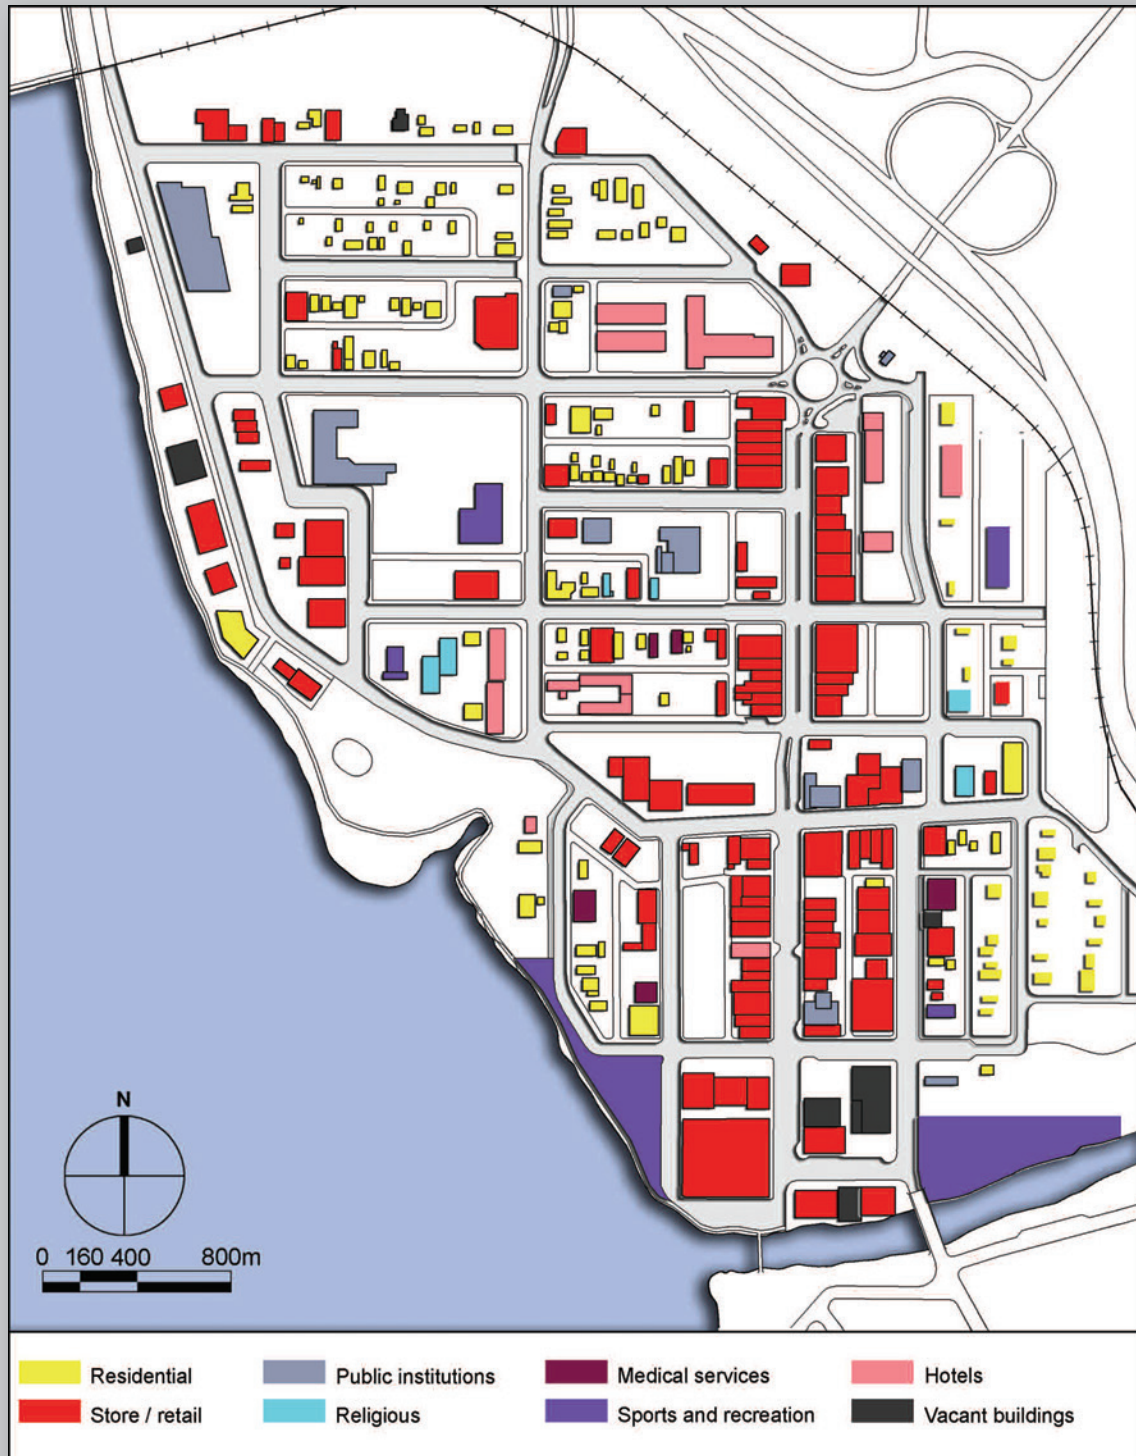 N
0 160 400 800m
Residential
Public institutions
Medical services
Hotels
Store / retail
Religious
Sports and recreation
Vacant buildings